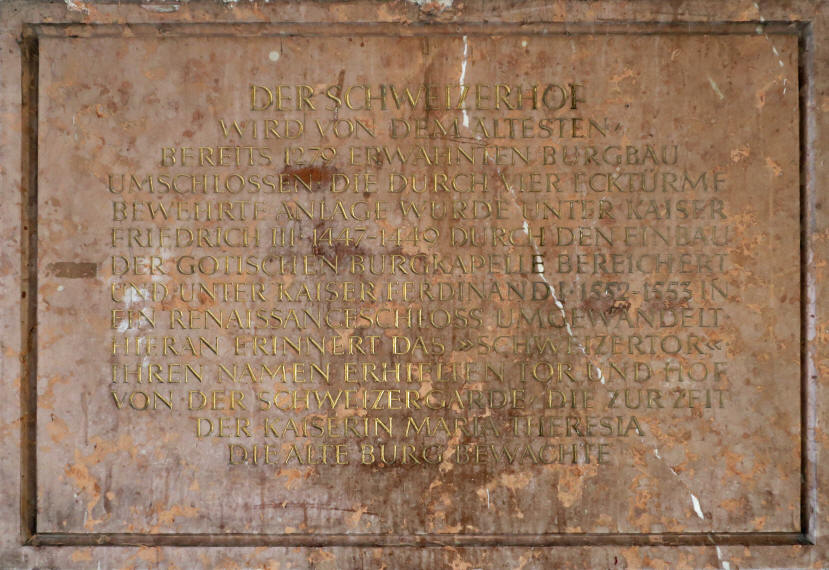 DER SCHWEIZERHOF
WIRD VON DEM ÄLTESTEN,
BEREITS 1279 ERWÄHNTEN BURGBAU
UMSCHLOSSEN. DIE DURCH VIER ECKTÜRME
BEWEHRTE ANLAGE WURDE UNTER KAISER
FRIEDRICH III. 1447-1449 DURCH DEN EINBAU
DER GOTISCHEN BURGKAPELLE BEREICHERT
UND UNTER KAISER FERDINAND I. 1552-1553 IN
EIN RENAISSANCESCHLOSS UMGEWANDELT.
HIERAN ERINNERT DAS »SCHWEIZERTOR«.
IHREN NAMEN ERHIELTEN TOR UND HOF
VON DER SCHWEIZERGARDE, DIE ZUR ZEIT
DER KAISERIN MARIA THERESIA
DIE ALTE BURG BEWACHTE